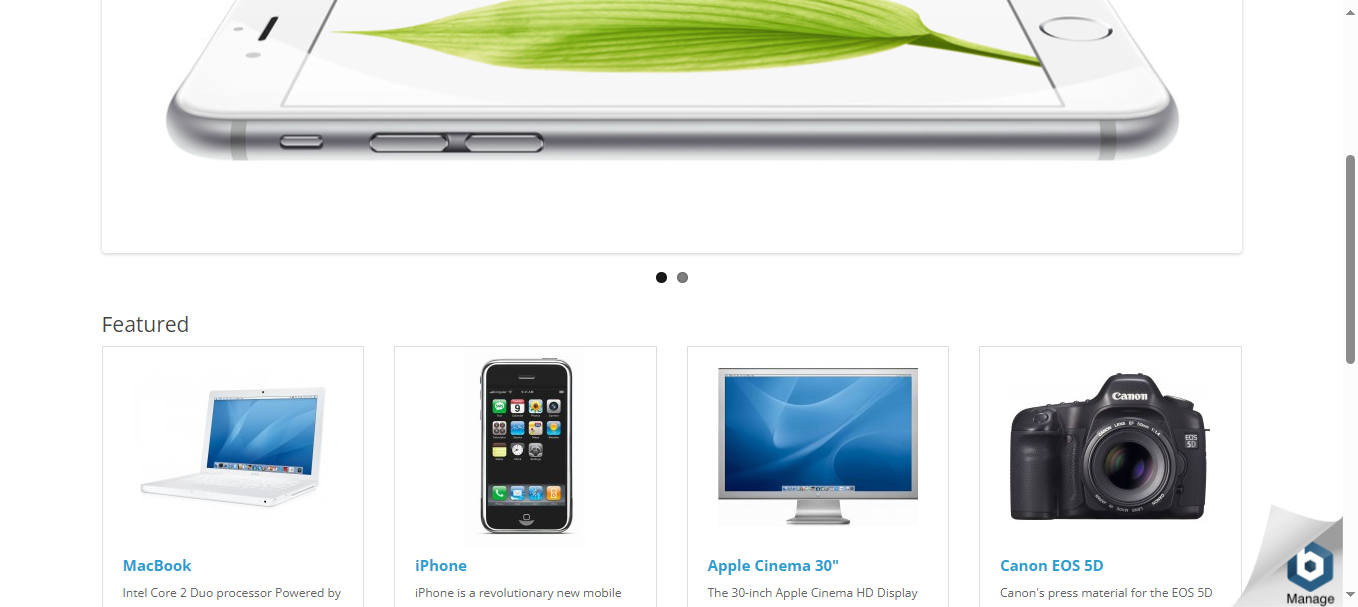 Featured
Canon
EOS
5D
MacBook
iPhone
Apple Cinema 30"
Canon EOS 5D
Intel Core 2 Duo processor Powered by
iPhone is a revolutionary new mobile
The 30-inch Apple Cinema HD Display
Canon's press material for the EOS 5D
Manage